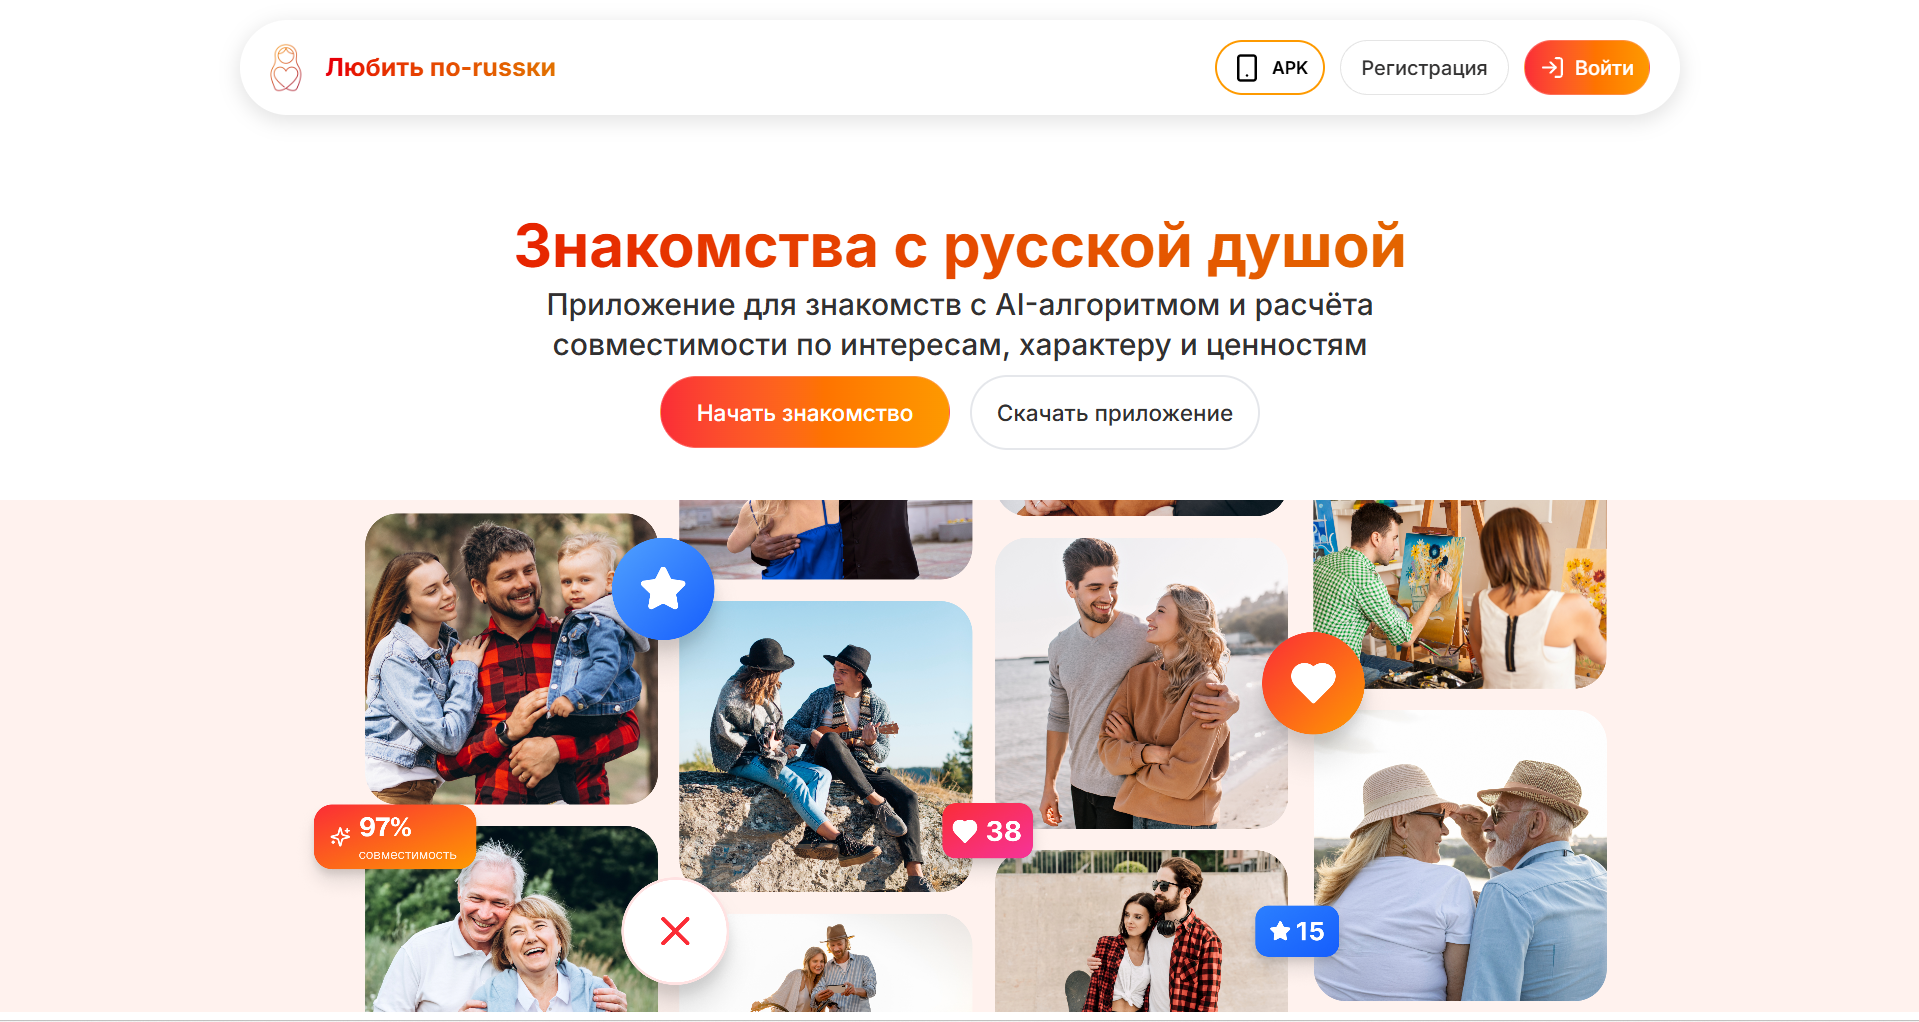 Любить по-russки
APK
Регистрация
Войти
Знакомства с русской душой
Приложение для знакомств с AI-алгоритмом и расчёта
совместимости по интересам, характеру и ценностям
Начать знакомство
Скачать приложение
97%
совместимость
38
15